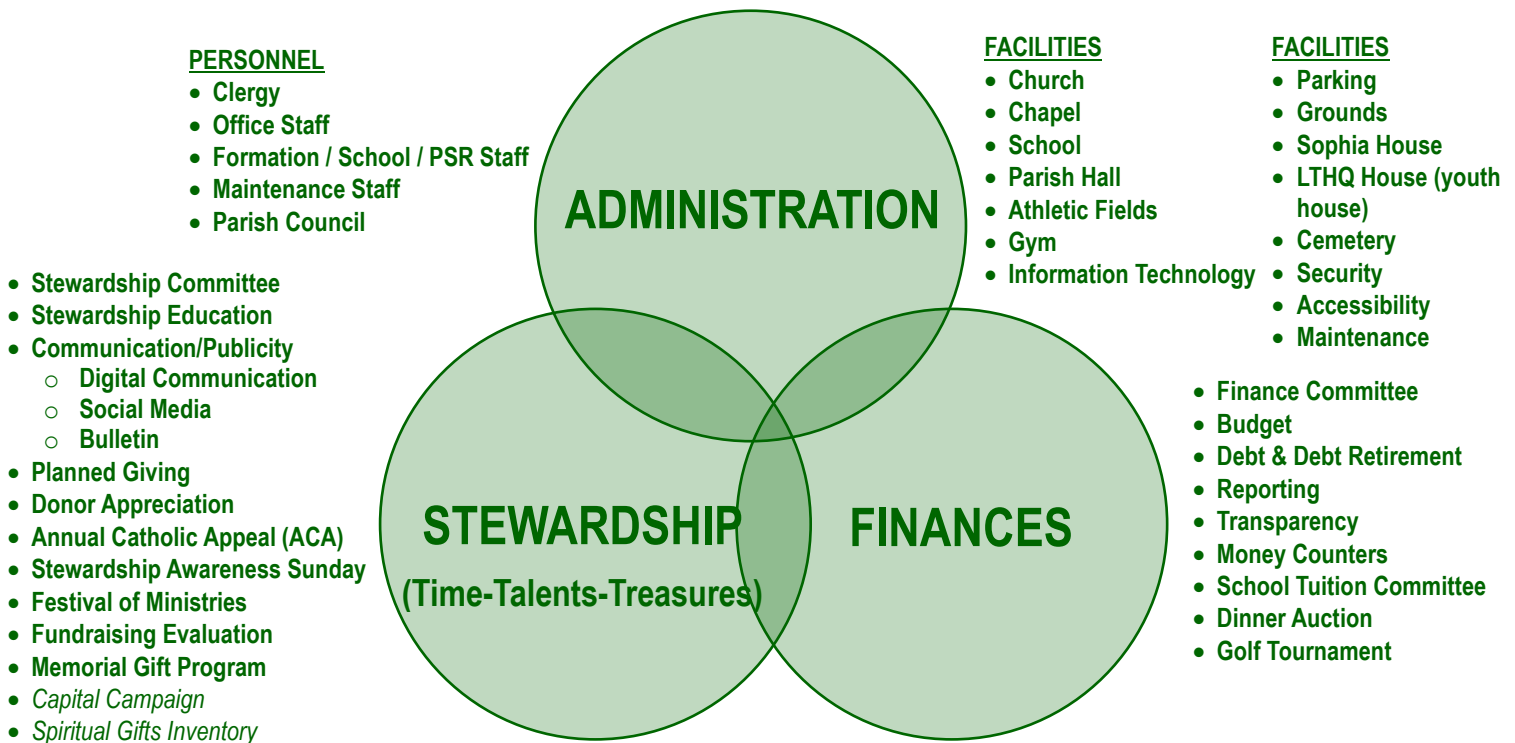 PERSONNEL
• Clergy
• Office Staff
• Formation / School / PSR Staff
• Maintenance Staff
• Parish Council
FACILITIES
• Church
• Chapel
• School
• Parish Hall
• Athletic Fields
• Gym
• Information Technology
FACILITIES
• Parking
• Grounds
• Sophia House
• LTHQ House (youth
house)
• Cemetery
• Security
• Accessibility
• Maintenance
ADMINISTRATION
• Stewardship Committee
• Stewardship Education
• Communication/Publicity
o Digital Communication
o Social Media
o Bulletin
• Planned Giving
• Donor Appreciation
• Annual Catholic Appeal (ACA)
• Stewardship Awareness Sunday
• Festival of Ministries
• Fundraising Evaluation
• Memorial Gift Program
• Capital Campaign
• Spiritual Gifts Inventory
STEWARDSHIP
(Time-Talents-Treasures)
FINANCES
• Finance Committee
• Budget
• Debt & Debt Retirement
• Reporting
• Transparency
• Money Counters
• School Tuition Committee
• Dinner Auction
• Golf Tournament